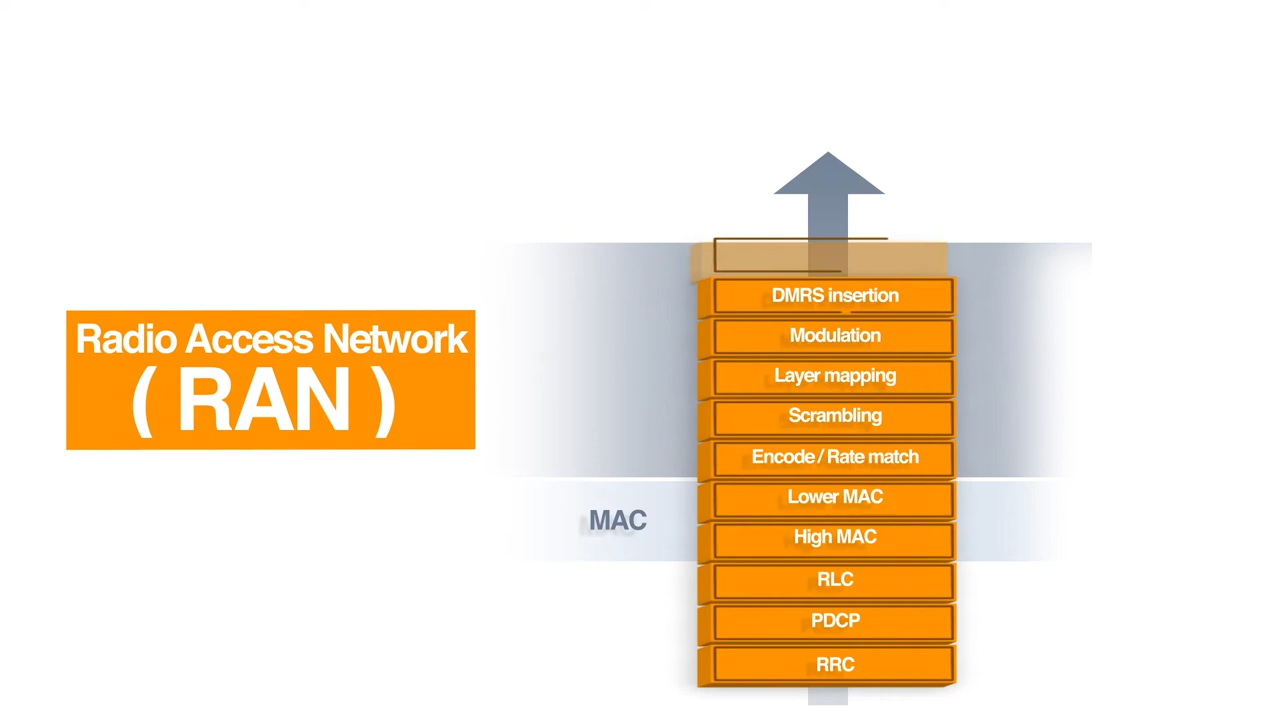 Radio Access Network
( RAN )
DMRS insertion
Modulation
Layer mapping
Scrambling
Encode / Rate match
Lower MAC
MAC
High MAC
RLC
PDCP
RRC